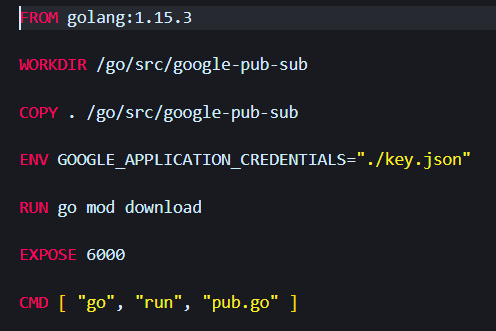 FROM golang:1.15.3
WORKDIR /go/src/google-pub-sub
COPY . /go/src/google-pub-sub
ENV GOOGLE_APPLICATION_CREDENTIALS="./key.json"
RUN go mod download
EXPOSE 6000
CMD [ "go", "run", "pub.go" ]